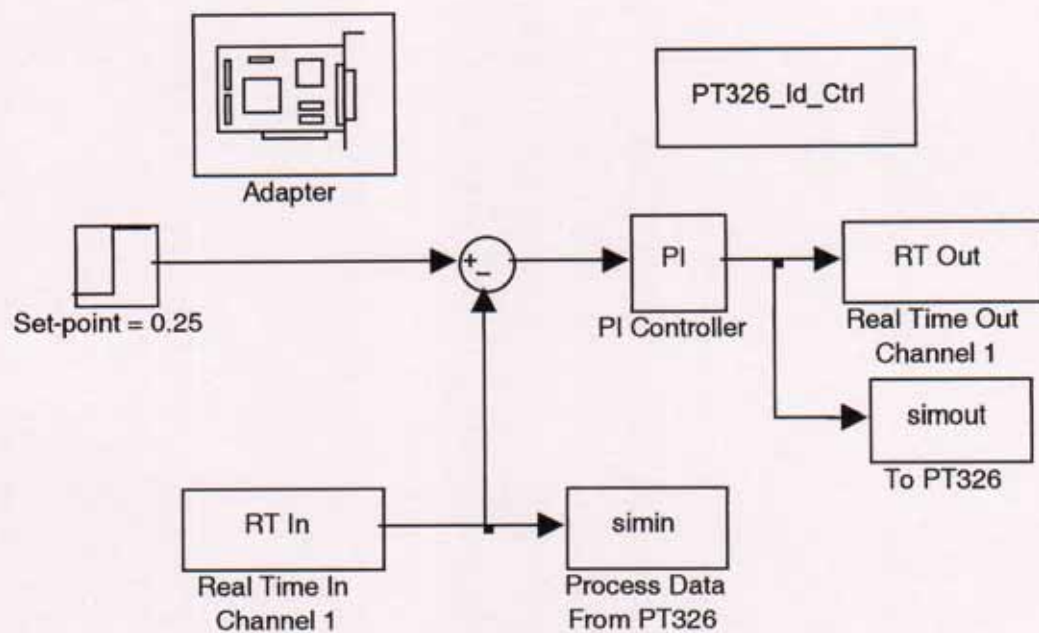 PT326_Id_Ctrl
Adapter
+
−
PI
RT Out
Set-point = 0.25
PI Controller
Real Time Out
Channel 1
simout
To PT326
RT In
simin
Real Time In
Channel 1
Process Data
From PT326